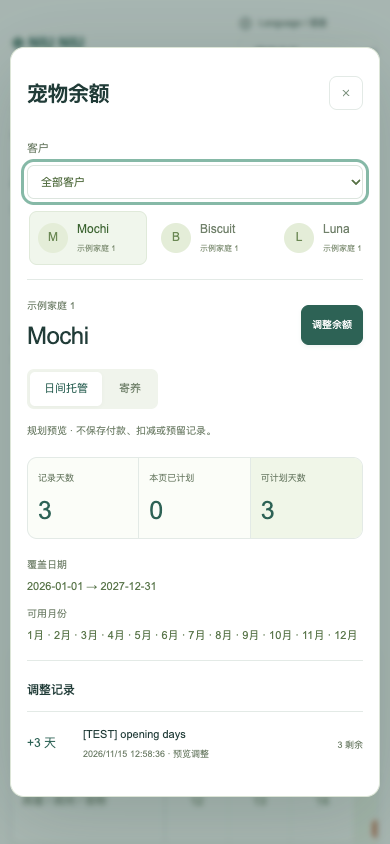 宠物余额
×
客户
全部客户
M Mochi 示例家庭 1
B Biscuit 示例家庭 1
L Luna 示例家庭 1
示例家庭 1
Mochi
调整余额
日间托管 寄养
规划预览 · 不保存付款、扣减或预留记录。
记录天数 本页已计划 可计划天数
3 0 3
覆盖日期
2026-01-01 → 2027-12-31
可用月份
1月 · 2月 · 3月 · 4月 · 5月 · 6月 · 7月 · 8月 · 9月 · 10月 · 11月 · 12月
调整记录
+3 天 [TEST] opening days 3 剩余
2026/11/15 12:58:36 · 预览调整